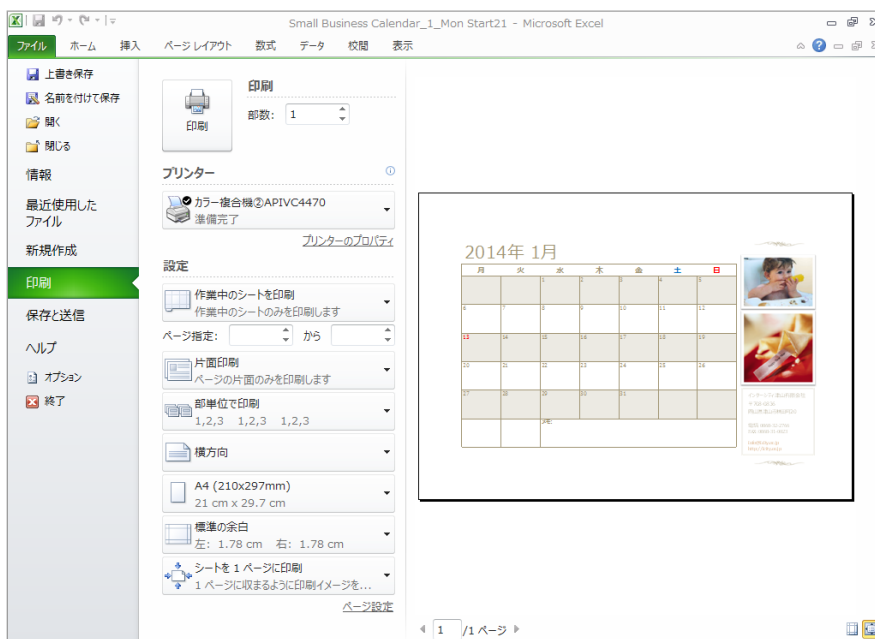 Small Business Calendar_1_Mon Start21 - Microsoft Excel
ファイル ホーム 挿入 ページ レイアウト 数式 データ 校閲 表示
上書き保存
名前を付けて保存
開く
閉じる
情報
最近使用した
ファイル
新規作成
印刷
保存と送信
ヘルプ
オプション
終了
印刷
印刷
部数: 1
プリンター
カラー複合機②APIVC4470
準備完了
プリンターのプロパティ
設定
作業中のシートを印刷
作業中のシートのみを印刷します
ページ指定: から
片面印刷
ページの片面のみを印刷します
部単位で印刷
1,2,3 1,2,3 1,2,3
横方向
A4 (210x297mm)
21 cm x 29.7 cm
標準の余白
左: 1.78 cm 右: 1.78 cm
シートを 1 ページに印刷
1 ページに収まるように印刷イメージを...
ページ設定
2014年 1月
月 火 水 木 金 土 日
1 2 3 4 5
6 7 8 9 10 11 12
13 14 15 16 17 18 19
20 21 22 23 24 25 26
27 28 29 30 31
1 /1 ページ